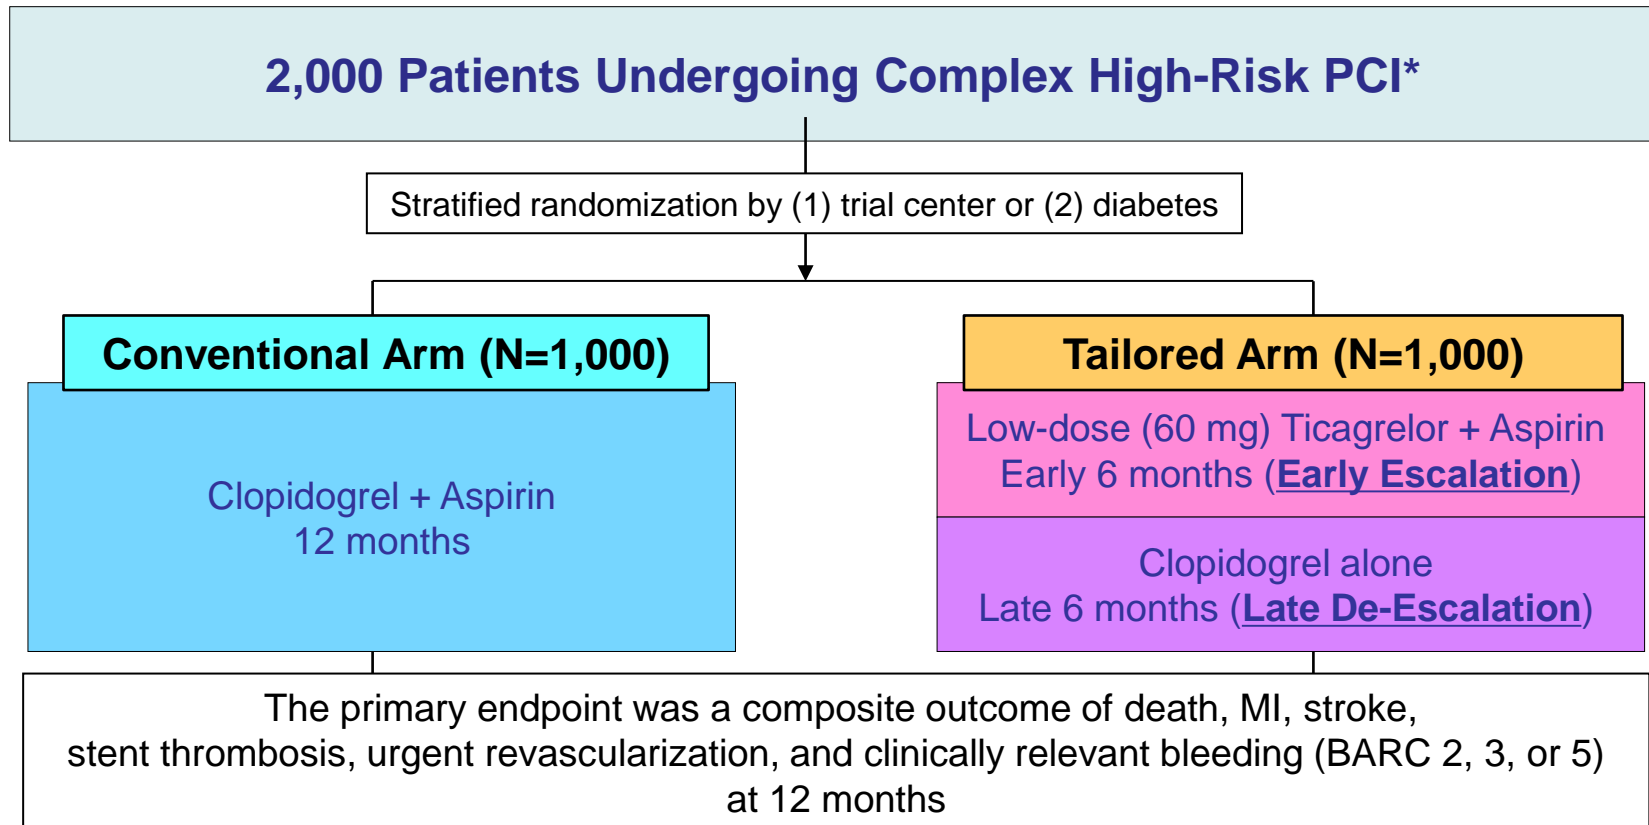 2,000 Patients Undergoing Complex High-Risk PCI*
Stratified randomization by (1) trial center or (2) diabetes
Conventional Arm (N=1,000)
Clopidogrel + Aspirin
12 months
Tailored Arm (N=1,000)
Low-dose (60 mg) Ticagrelor + Aspirin
Early 6 months (Early Escalation)
Clopidogrel alone
Late 6 months (Late De-Escalation)
The primary endpoint was a composite outcome of death, MI, stroke,
stent thrombosis, urgent revascularization, and clinically relevant bleeding (BARC 2, 3, or 5)
at 12 months